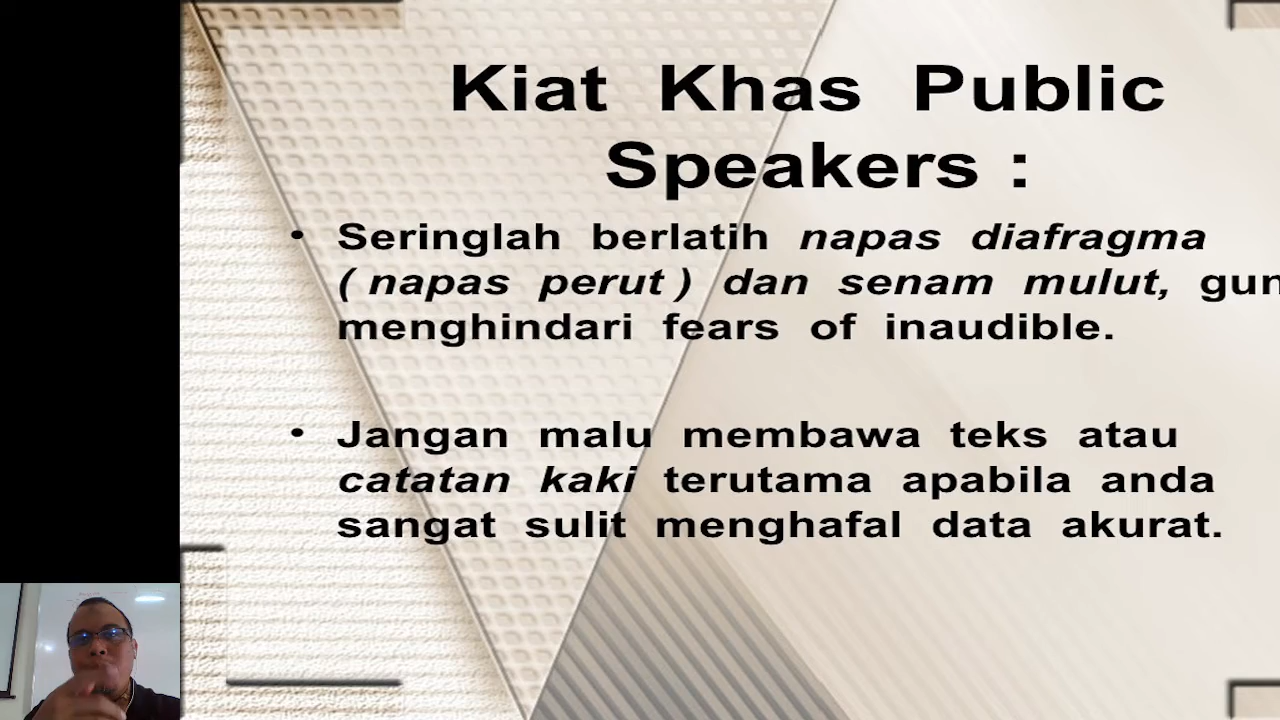 Kiat Khas Public
Speakers :
• Seringlah berlatih napas diafragma
( napas perut ) dan senam mulut, gun
menghindari fears of inaudible.
• Jangan malu membawa teks atau
catatan kaki terutama apabila anda
sangat sulit menghafal data akurat.